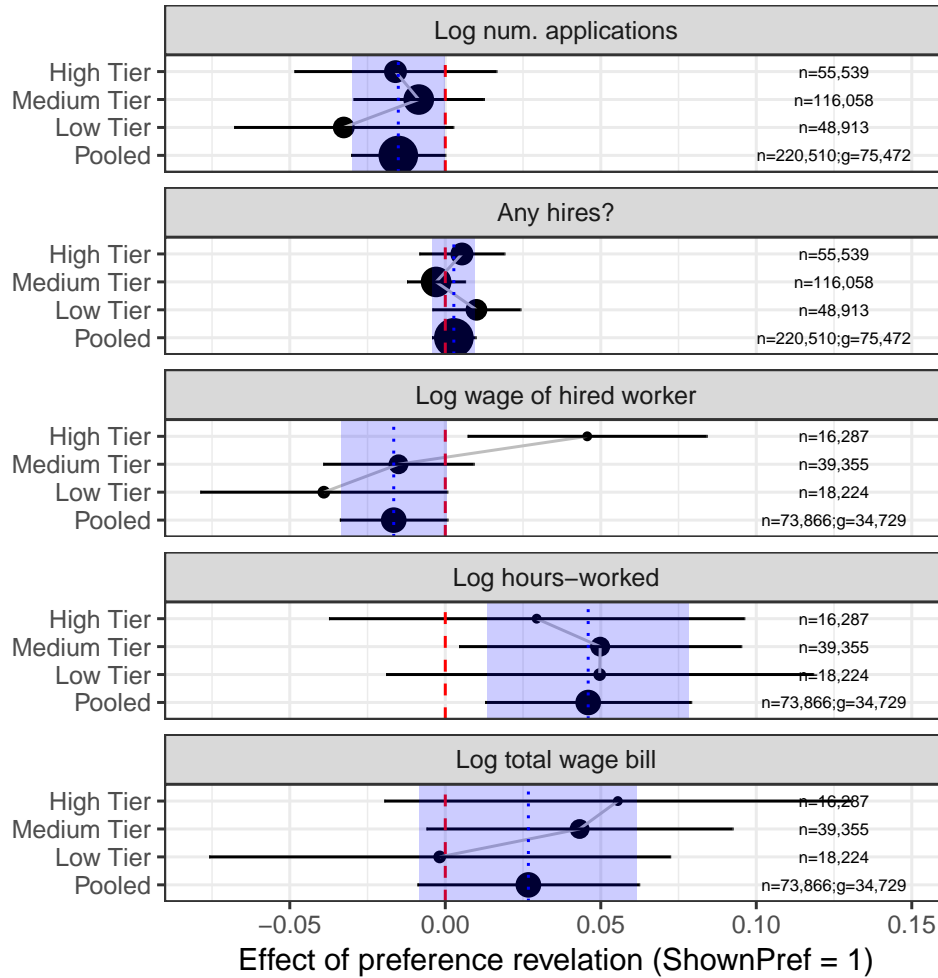 Log num. applications
High Tier n=55,539
Medium Tier n=116,058
Low Tier n=48,913
Pooled n=220,510;g=75,472
Any hires?
High Tier n=55,539
Medium Tier n=116,058
Low Tier n=48,913
Pooled n=220,510;g=75,472
Log wage of hired worker
High Tier n=16,287
Medium Tier n=39,355
Low Tier n=18,224
Pooled n=73,866;g=34,729
Log hours−worked
High Tier n=16,287
Medium Tier n=39,355
Low Tier n=18,224
Pooled n=73,866;g=34,729
Log total wage bill
High Tier n=16,287
Medium Tier n=39,355
Low Tier n=18,224
Pooled n=73,866;g=34,729
−0.05 0.00 0.05 0.10 0.15
Effect of preference revelation (ShownPref = 1)